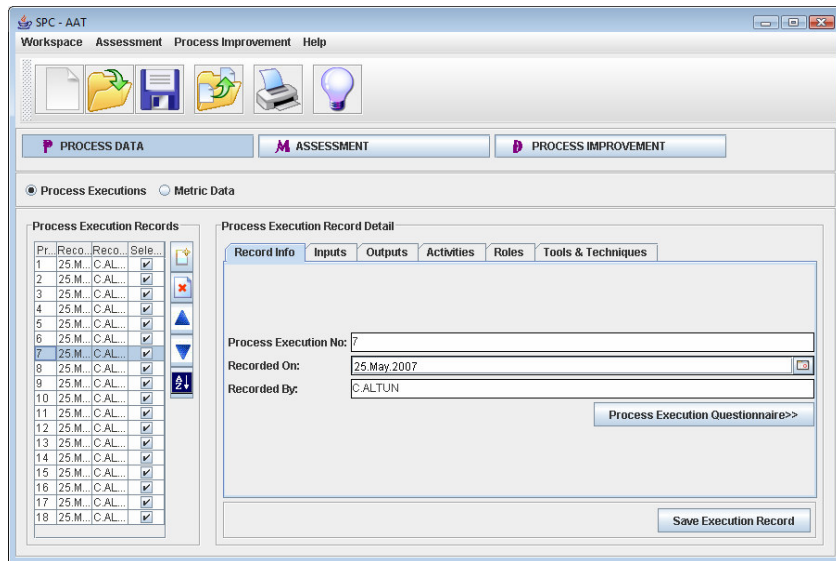 SPC - AAT
Workspace Assessment Process Improvement Help
P PROCESS DATA M ASSESSMENT D PROCESS IMPROVEMENT
Process Executions Metric Data
Process Execution Records
Pr... Reco... Reco... Sele...
1 25.M... C.AL...
2 25.M... C.AL...
3 25.M... C.AL...
4 25.M... C.AL...
5 25.M... C.AL...
6 25.M... C.AL...
7 25.M... C.AL...
8 25.M... C.AL...
9 25.M... C.AL...
10 25.M... C.AL...
11 25.M... C.AL...
12 25.M... C.AL...
13 25.M... C.AL...
14 25.M... C.AL...
15 25.M... C.AL...
16 25.M... C.AL...
17 25.M... C.AL...
18 25.M... C.AL...
A
Z
Process Execution Record Detail
Record Info Inputs Outputs Activities Roles Tools & Techniques
Process Execution No: 7
Recorded On: 25.May.2007
Recorded By: C.ALTUN
Process Execution Questionnaire>>
Save Execution Record